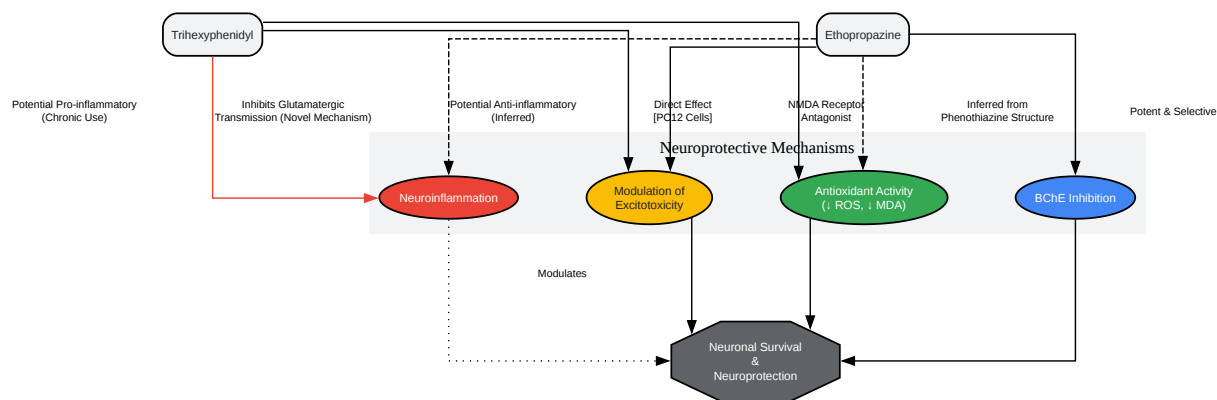 Trihexyphenidyl
Ethopropazine
Potential Pro-inflammatory
(Chronic Use)
Inhibits Glutamatergic
Transmission (Novel Mechanism)
Potential Anti-inflammatory
(Inferred)
Direct Effect
[PC12 Cells]
NMDA Receptor
Antagonist
Inferred from
Phenothiazine Structure
Potent & Selective
Neuroprotective Mechanisms
Neuroinflammation
Modulation of
Excitotoxicity
Antioxidant Activity
(↓ ROS, ↓ MDA)
BChE Inhibition
Modulates
Neuronal Survival
&
Neuroprotection